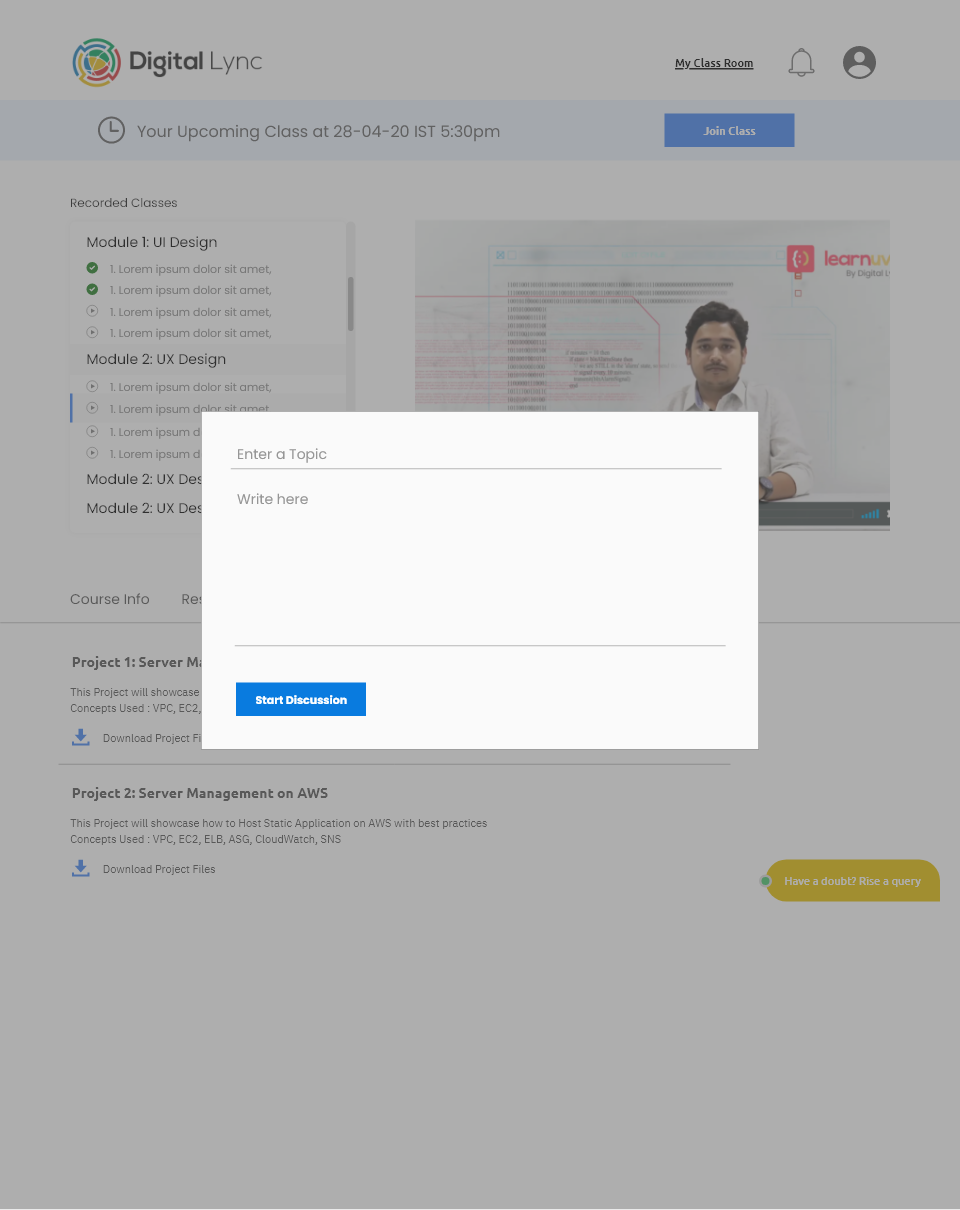 Digital Lync
My Class Room
Your Upcoming Class at 28-04-20 IST 5:30pm
Join Class
Recorded Classes
Module 1: UI Design
1. Lorem ipsum dolor sit amet,
1. Lorem ipsum dolor sit amet,
1. Lorem ipsum dolor sit amet,
1. Lorem ipsum dolor sit amet,
Module 2: UX Design
1. Lorem ipsum dolor sit amet,
1. Lorem ipsum dolor sit amet,
1. Lorem ipsum d
1. Lorem ipsum d
Module 2: UX Des
Module 2: UX Des
learnuv
By Digital Ly
Enter a Topic
Write here
Start Discussion
Course Info Res
Project 1: Server Ma
This Project will showcase
Concepts Used : VPC, EC2,
Download Project Fi
Project 2: Server Management on AWS
This Project will showcase how to Host Static Application on AWS with best practices
Concepts Used : VPC, EC2, ELB, ASG, CloudWatch, SNS
Download Project Files
Have a doubt? Rise a query